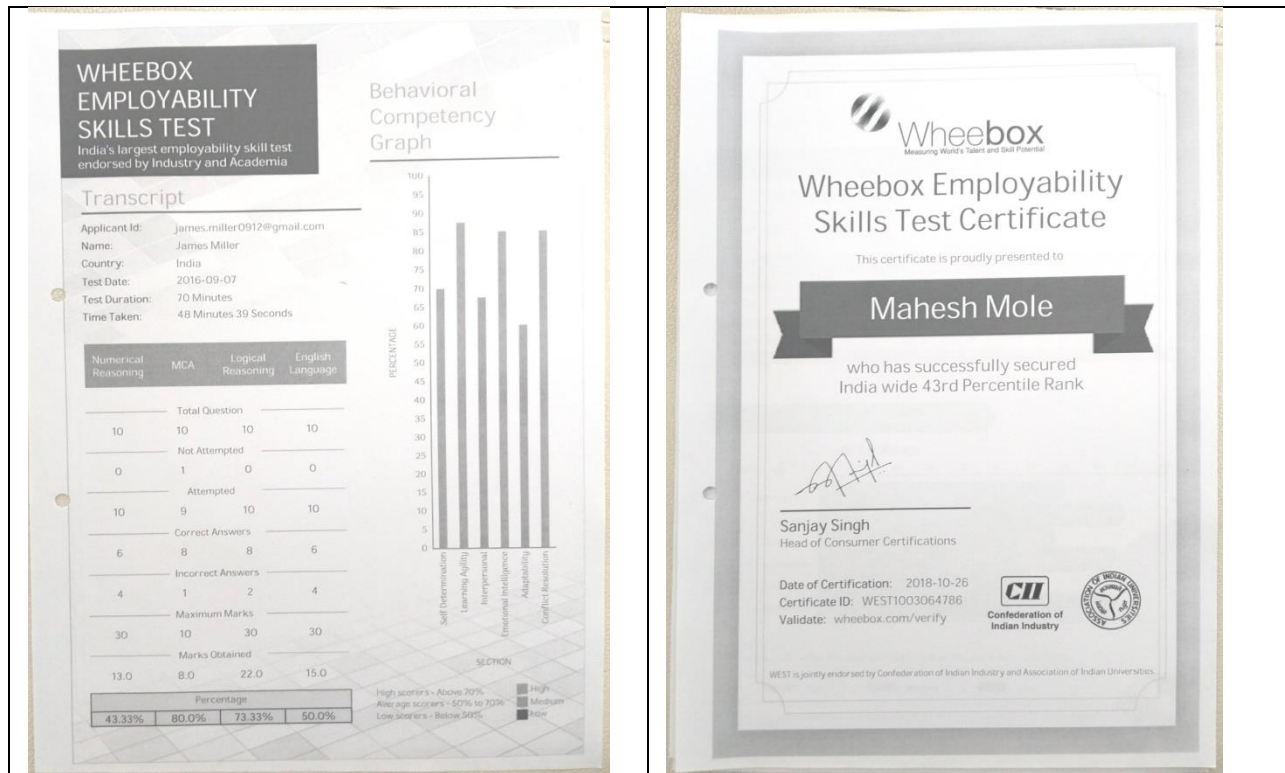 WHEEBOX
EMPLOYABILITY
SKILLS TEST
India's largest employability skill test
endorsed by Industry and Academia
Transcript
Applicant Id: james.miller0912@gmail.com
Name: James Miller
Country: India
Test Date: 2016-09-07
Test Duration: 70 Minutes
Time Taken: 48 Minutes 39 Seconds
Numerical Reasoning MCA Logical Reasoning English Language
Total Question
10 10 10 10
Not Attempted
0 1 0 0
Attempted
10 9 10 10
Correct Answers
6 8 8 6
Incorrect Answers
4 1 2 4
Maximum Marks
30 10 30 30
Marks Obtained
13.0 8.0 22.0 15.0
Percentage
43.33% 80.0% 73.33% 50.0%
Behavioral
Competency
Graph
100
95
90
85
80
75
70
65
60
55
50
45
40
35
30
25
20
15
10
5
0
PERCENTAGE
Self Determination
Learning Agility
Interpersonal
Emotional Intelligence
Adaptability
Conflict Resolution
SECTION
High scorers - Above 70% High
Average scorers - 50% to 70% Medium
Low scorers - Below 50% Low
Wheebox
Measuring World's Talent and Skill Potential
Wheebox Employability
Skills Test Certificate
This certificate is proudly presented to
Mahesh Mole
who has successfully secured
India wide 43rd Percentile Rank
Sanjay Singh
Head of Consumer Certifications
Date of Certification: 2018-10-26
Certificate ID: WEST1003064786
Validate: wheebox.com/verify
CII
Confederation of
Indian Industry
ASSOCIATION OF INDIAN UNIVERSITIES
WEST is jointly endorsed by Confederation of Indian Industry and Association of Indian Universities.